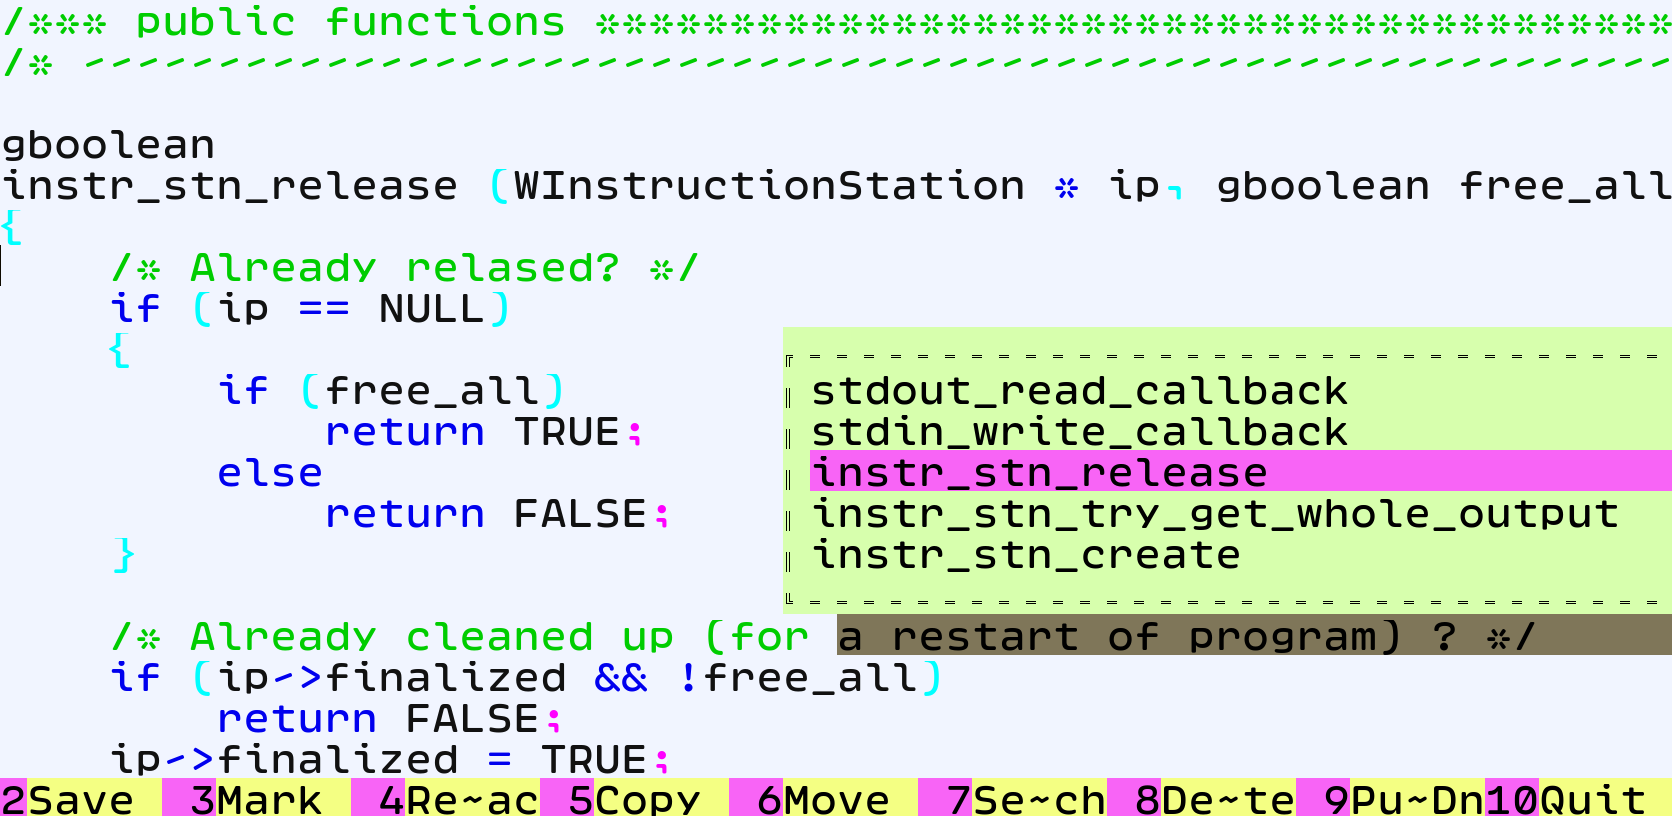 /*** public functions ****************************************
/* --------------------------------------------------------
gboolean
instr_stn_release (WInstructionStation * ip, gboolean free_all
{
/* Already relased? */
if (ip == NULL)
{
if (free_all)
return TRUE;
else
return FALSE;
}
stdout_read_callback
stdin_write_callback
instr_stn_release
instr_stn_try_get_whole_output
instr_stn_create
/* Already cleaned up (for a restart of program) ? */
if (ip->finalized && !free_all)
return FALSE;
ip->finalized = TRUE;
2Save 3Mark 4Re~ac 5Copy 6Move 7Se~ch 8De~te 9Pu~Dn10Quit